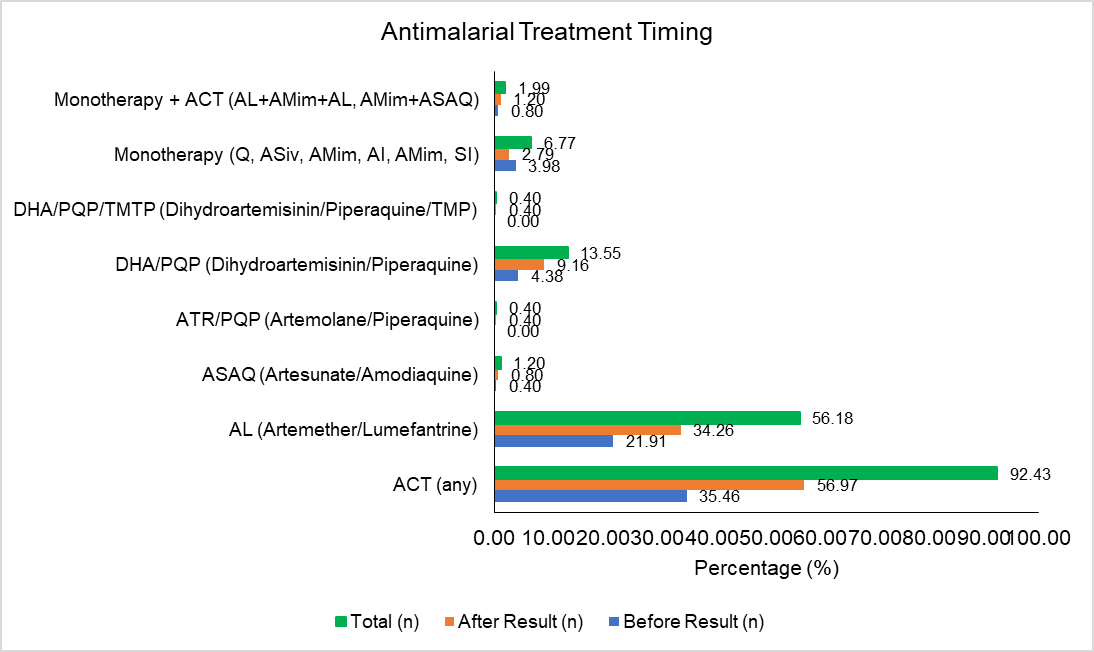 Antimalarial Treatment Timing
Monotherapy + ACT (AL+AMim+AL, AMim+ASAQ)
1.99
1.20
0.80
Monotherapy (Q, ASiv, AMim, AI, AMim, SI)
6.77
2.79
3.98
DHA/PQP/TMTP (Dihydroartemisinin/Piperaquine/TMP)
0.40
0.40
0.00
DHA/PQP (Dihydroartemisinin/Piperaquine)
13.55
9.16
4.38
ATR/PQP (Artemolane/Piperaquine)
0.40
0.40
0.00
ASAQ (Artesunate/Amodiaquine)
1.20
0.80
0.40
AL (Artemether/Lumefantrine)
56.18
34.26
21.91
ACT (any)
92.43
56.97
35.46
0.00 10.00 20.00 30.00 40.00 50.00 60.00 70.00 80.00 90.00 100.00
Percentage (%)
Total (n) After Result (n) Before Result (n)